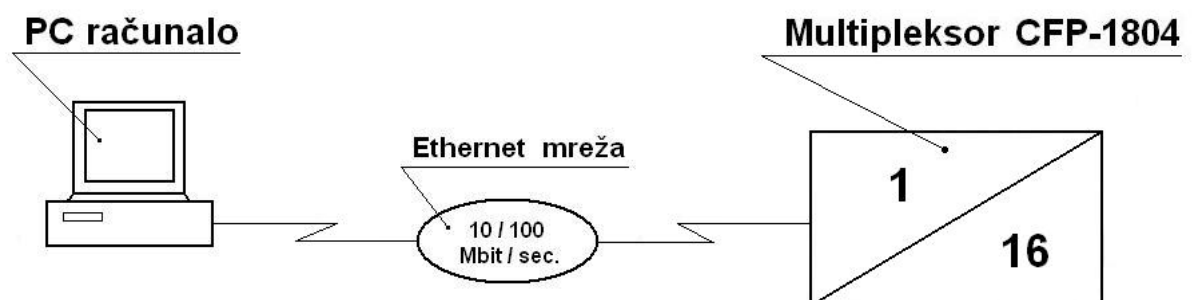 PC računalo
Multipleksor CFP-1804
Ethernet mreža
10 / 100
Mbit / sec.
1
16